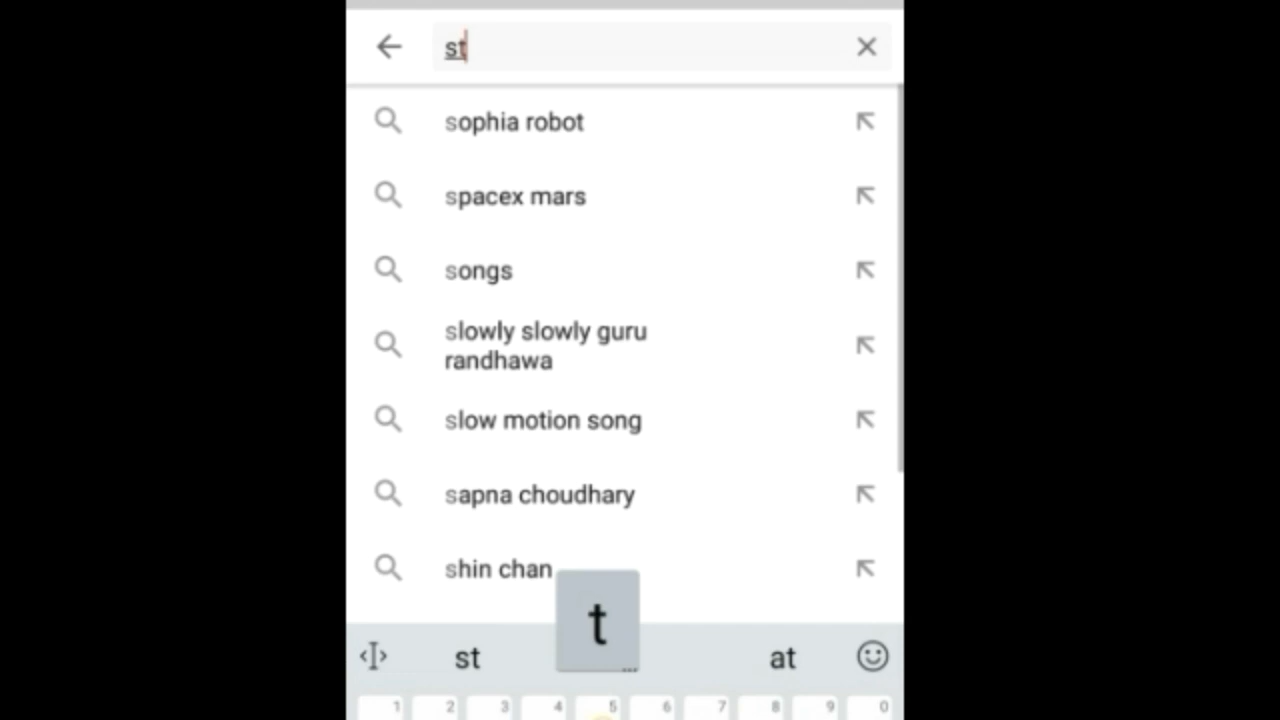 st
sophia robot
spacex mars
songs
slowly slowly guru
randhawa
slow motion song
sapna choudhary
shin chan
t
...
st at
1 2 3 4 5 6 7 8 9 0